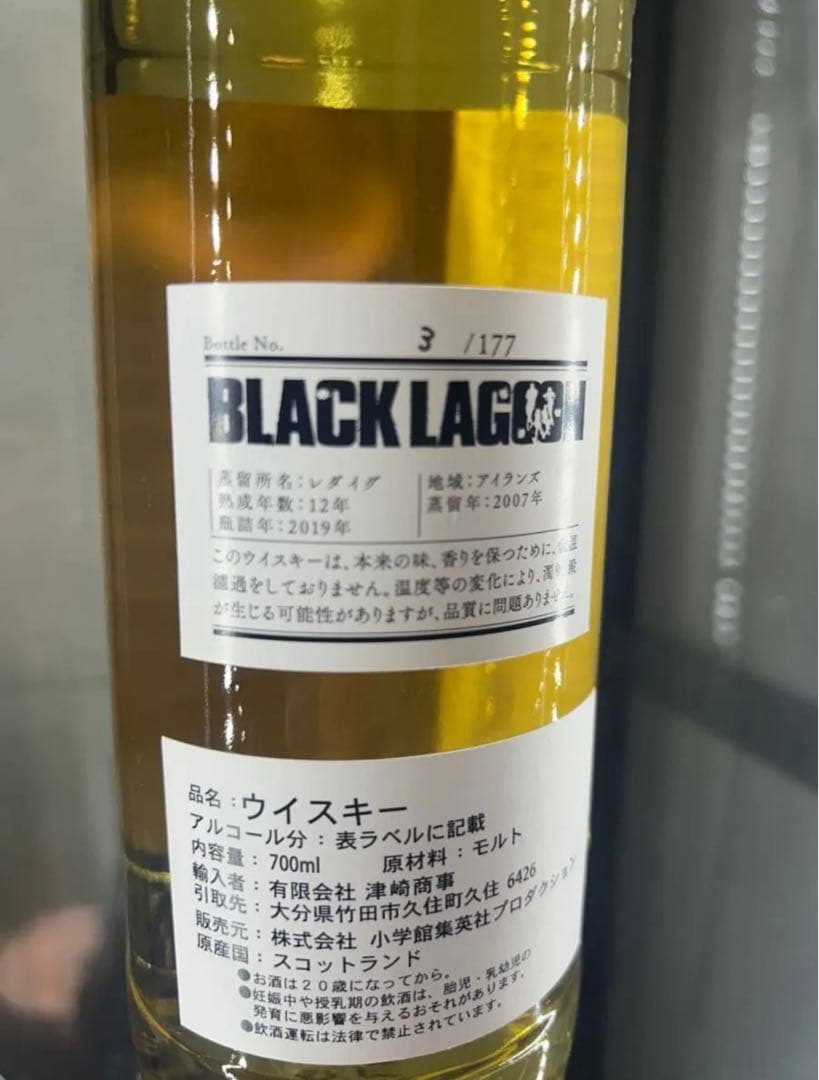 Bottle No. 3 /177
BLACK LAGOON
蒸留所名：レダイグ 地域：アイランズ
熟成年数：12年 蒸留年：2007年
瓶詰年：2019年
このウイスキーは、本来の味、香りを保つために、
濾過をしておりません。温度等の変化により、濁り
が生じる可能性がありますが、品質に問題ありません。
品名：ウイスキー
アルコール分：表ラベルに記載
内容量：700ml 原材料：モルト
輸入者：有限会社 津崎商事
引取先：大分県竹田市久住町久住 6426
販売元：株式会社 小学館集英社プロダクション
原産国：スコットランド
●お酒は20歳になってから。
●妊娠中や授乳期の飲酒は、胎児・乳幼児の
発育に悪影響を与えるおそれがあります。
●飲酒運転は法律で禁止されています。